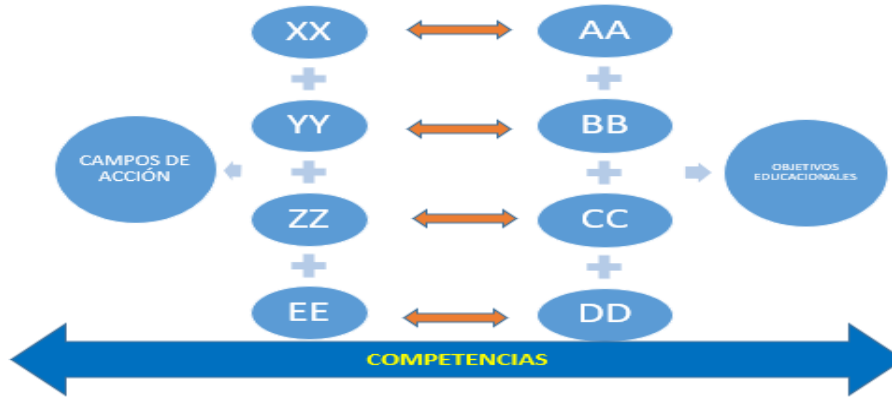 XX
AA
YY
BB
CAMPOS DE
ACCIÓN
OBJETIVOS
EDUCACIONALES
ZZ
CC
EE
DD
COMPETENCIAS